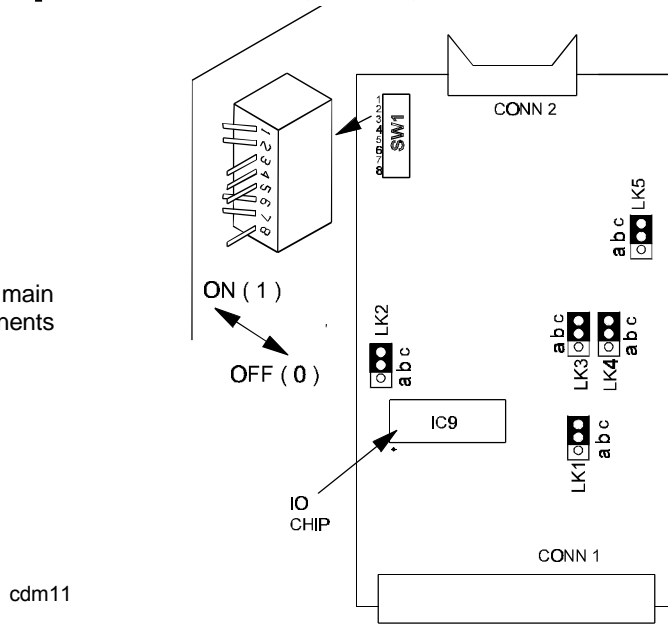 CONN 2
1
2
3
4
5
6
7
8
SW1
1
2
3
4
5
6
7
8
LK5
a b c
main
ON ( 1 )
OFF ( 0 )
LK2
a b c
a b c
LK3
LK4
a b c
IC9
LK1
a b c
IO
CHIP
CONN 1
cdm11